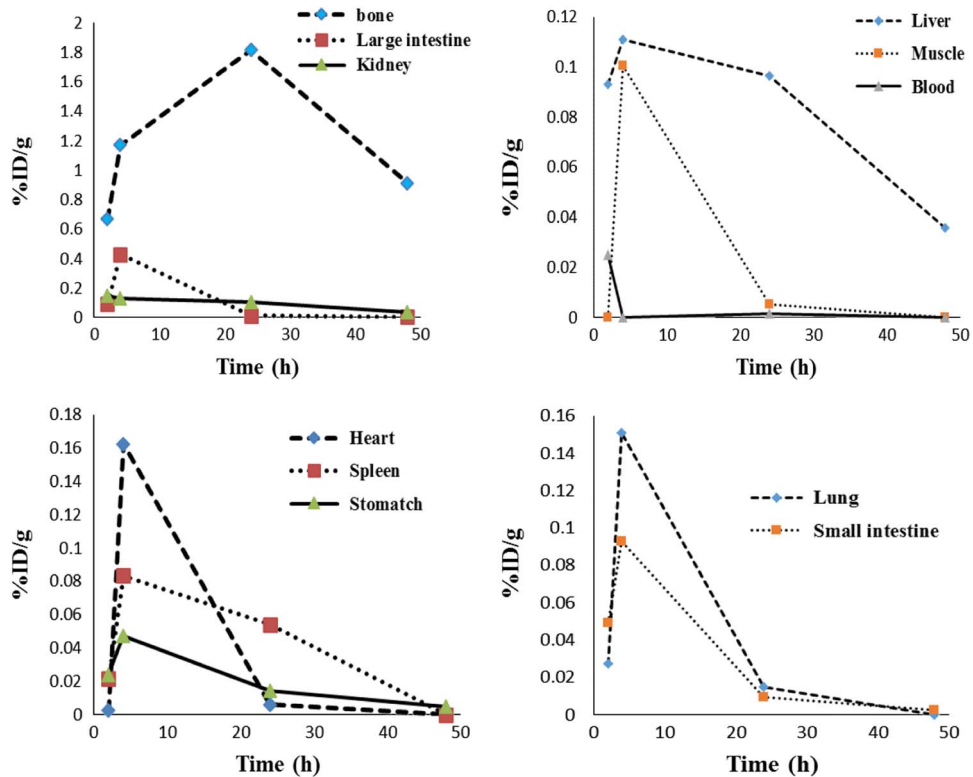 bone
Large intestine
Kidney
%ID/g
2
1.8
1.6
1.4
1.2
1
0.8
0.6
0.4
0.2
0
0 10 20 30 40 50
Time (h)
Liver
Muscle
Blood
%ID/g
0.12
0.1
0.08
0.06
0.04
0.02
0
0 10 20 30 40 50
Time (h)
Heart
Spleen
Stomatch
%ID/g
0.18
0.16
0.14
0.12
0.1
0.08
0.06
0.04
0.02
0
0 10 20 30 40 50
Time (h)
Lung
Small intestine
%ID/g
0.16
0.14
0.12
0.1
0.08
0.06
0.04
0.02
0
0 10 20 30 40 50
Time (h)